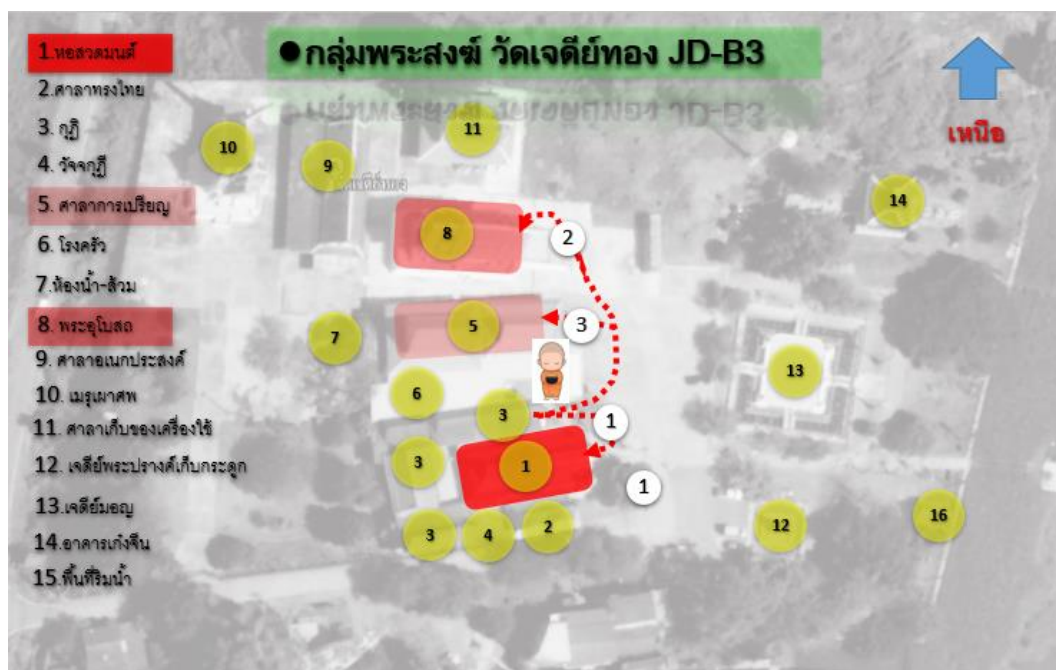 ●กลุ่มพระสงฆ์ วัดเจดีย์ทอง JD-B3
เหนือ
1.หอสวดมนต์
2.ศาลาทรงไทย
3. กุฏิ
4. วัจจกุฎี
5. ศาลาการเปรียญ
6. โรงครัว
7.ห้องน้ำ-ส้วม
8. พระอุโบสถ
9. ศาลาอเนกประสงค์
10. เมรุเผาศพ
11. ศาลาเก็บของเครื่องใช้
12. เจดีย์พระปรางค์เก็บกระดูก
13.เจดีย์มอญ
14.อาคารเก๋งจีน
15.พื้นที่ริมน้ำ
11
10
9
14
8
2
5
3
7
13
6
3
1
3
1
1
16
12
2
3
4